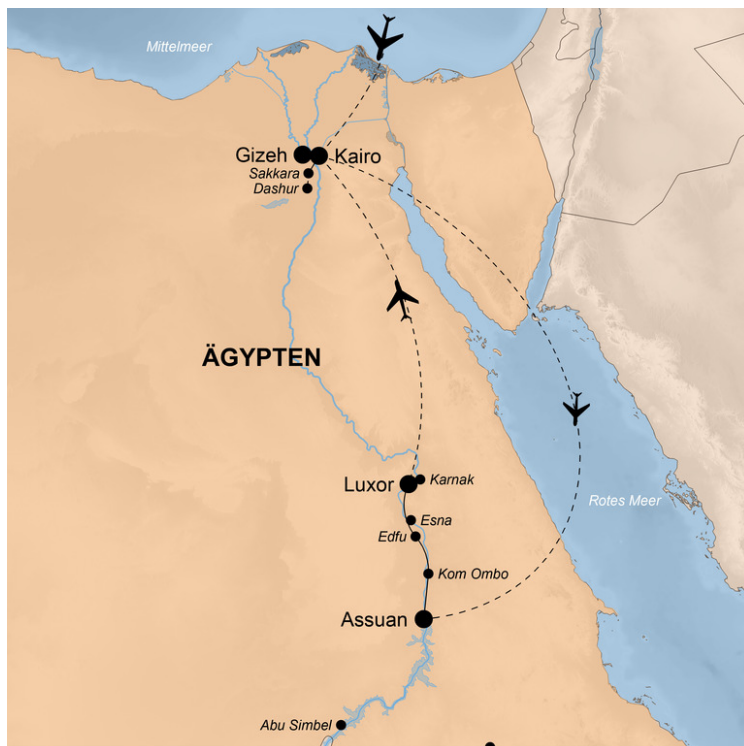 Mittelmeer
Gizeh
Kairo
Sakkara
Dashur
ÄGYPTEN
Luxor
Karnak
Rotes Meer
Esna
Edfu
Kom Ombo
Assuan
Abu Simbel